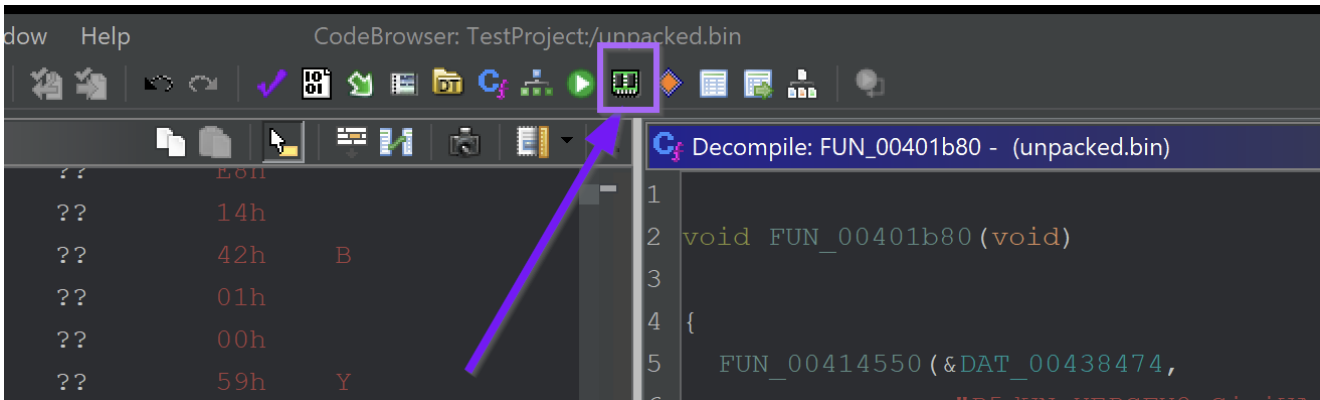 dow Help CodeBrowser: TestProject:/unpacked.bin
Decompile: FUN_00401b80 - (unpacked.bin)
?? E8h
?? 14h
?? 42h B
?? 01h
?? 00h
?? 59h Y
1
2 void FUN_00401b80(void)
3
4 {
5 FUN_00414550(&DAT_00438474,